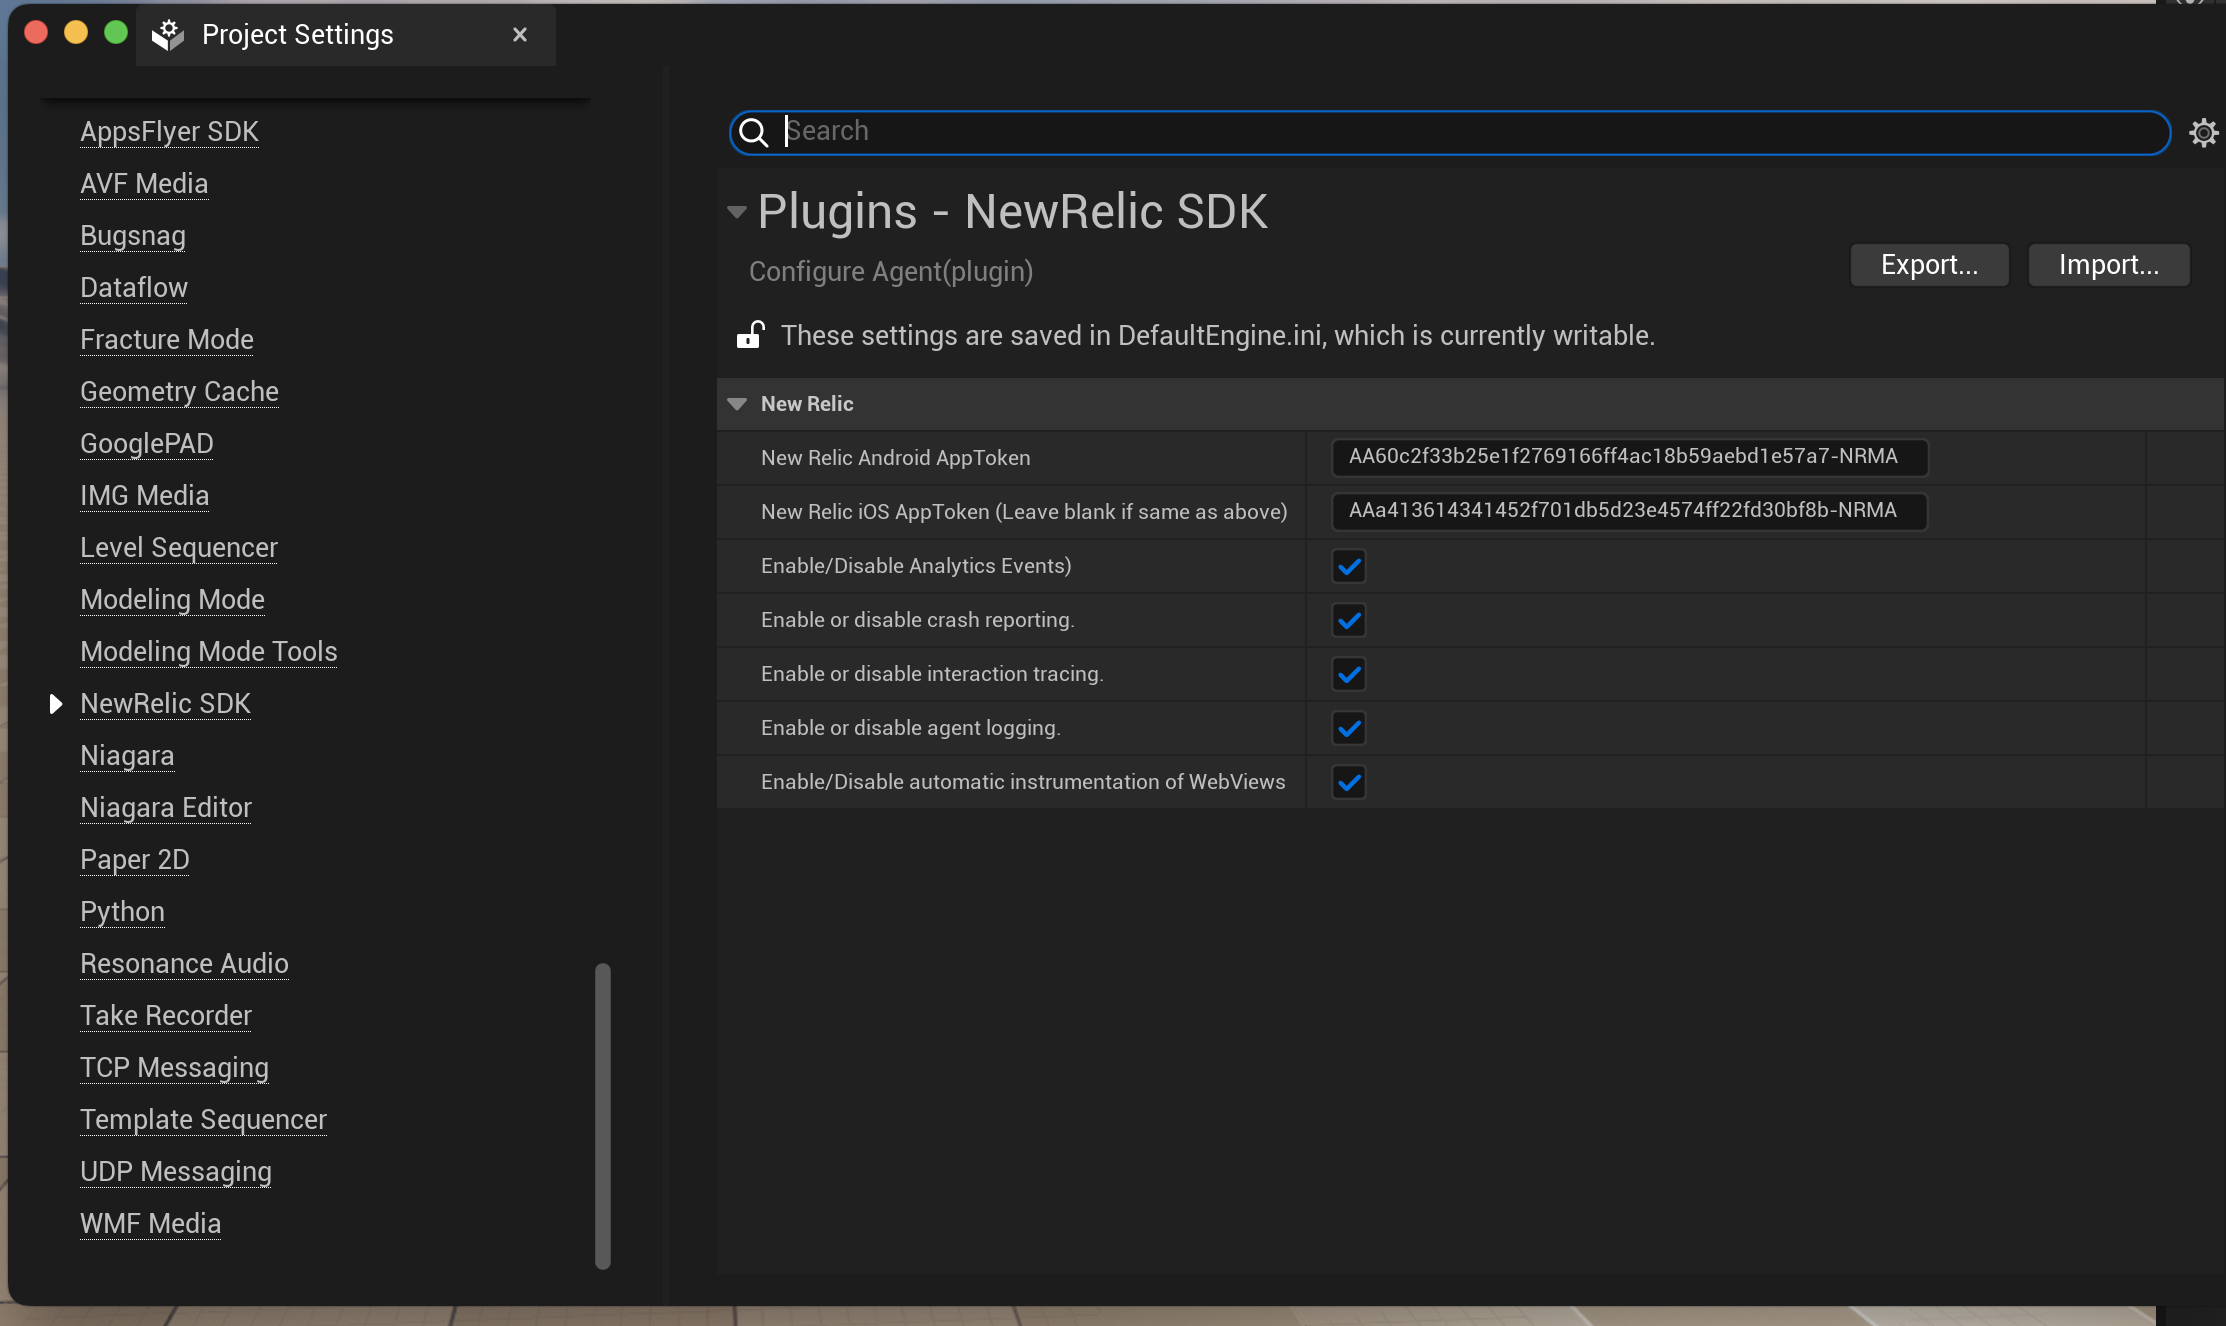 Project Settings
AppsFlyer SDK
AVF Media
Bugsnag
Dataflow
Fracture Mode
Geometry Cache
GooglePAD
IMG Media
Level Sequencer
Modeling Mode
Modeling Mode Tools
NewRelic SDK
Niagara
Niagara Editor
Paper 2D
Python
Resonance Audio
Take Recorder
TCP Messaging
Template Sequencer
UDP Messaging
WMF Media
Search
Plugins - NewRelic SDK
Configure Agent(plugin)
Export...
Import...
These settings are saved in DefaultEngine.ini, which is currently writable.
New Relic
New Relic Android AppToken
AA60c2f33b25e1f2769166ff4ac18b59aebd1e57a7-NRMA
New Relic iOS AppToken (Leave blank if same as above)
AAa413614341452f701db5d23e4574ff22fd30bf8b-NRMA
Enable/Disable Analytics Events)
Enable or disable crash reporting.
Enable or disable interaction tracing.
Enable or disable agent logging.
Enable/Disable automatic instrumentation of WebViews